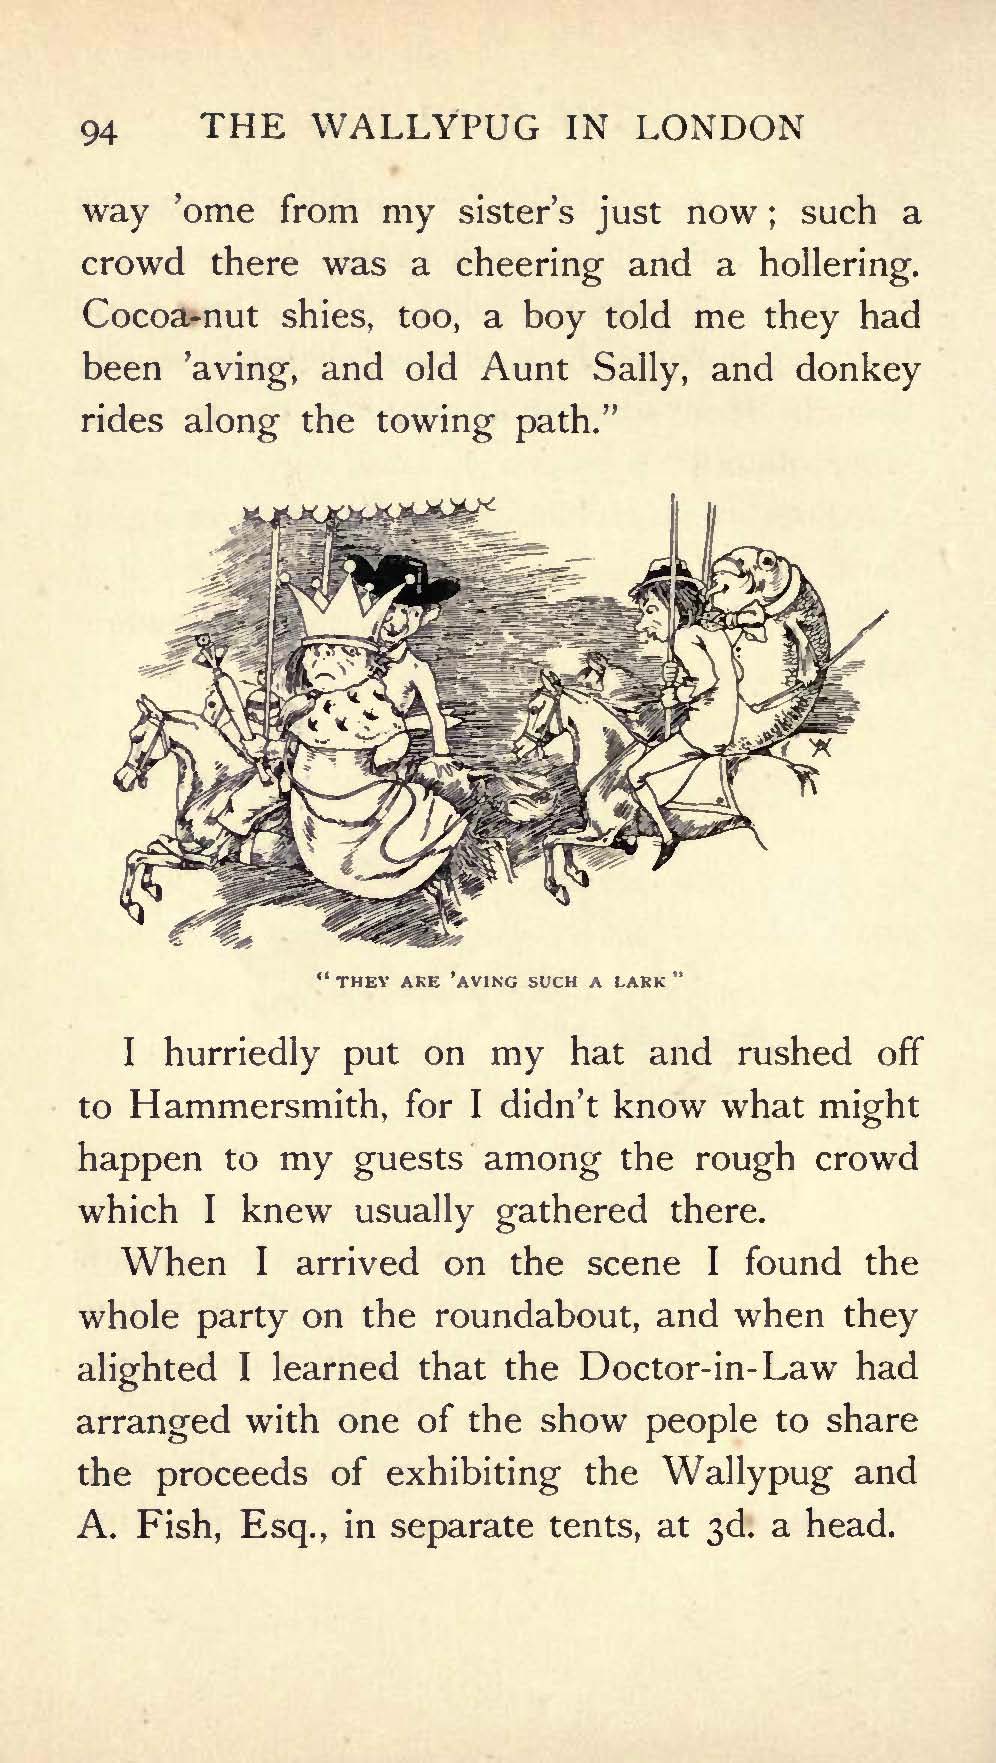 94 THE WALLYPUG IN LONDON
way ’ome from my sister’s just now ; such a
crowd there was a cheering and a hollering.
Cocoa-nut shies, too, a boy told me they had
been ’aving, and old Aunt Sally, and donkey
rides along the towing path.”
“ THEY ARE ’AVING SUCH A LARK ”
I hurriedly put on my hat and rushed off
to Hammersmith, for I didn’t know what might
happen to my guests among the rough crowd
which I knew usually gathered there.
When I arrived on the scene I found the
whole party on the roundabout, and when they
alighted I learned that the Doctor-in-Law had
arranged with one of the show people to share
the proceeds of exhibiting the Wallypug and
A. Fish, Esq., in separate tents, at 3d. a head.